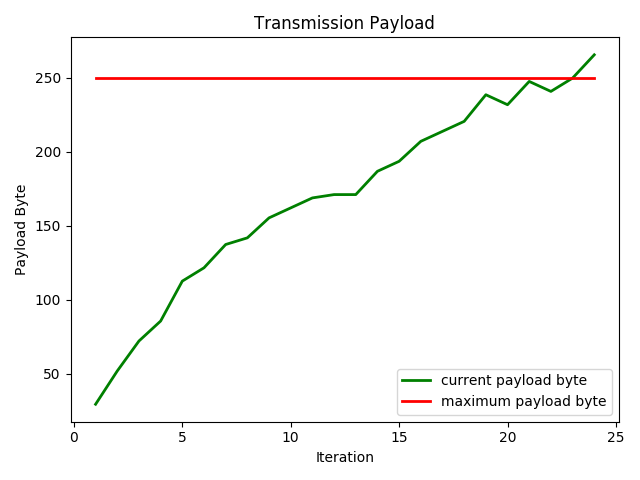 Transmission Payload
Payload Byte
250
200
150
100
50
0
5
10
15
20
25
Iteration
current payload byte
maximum payload byte